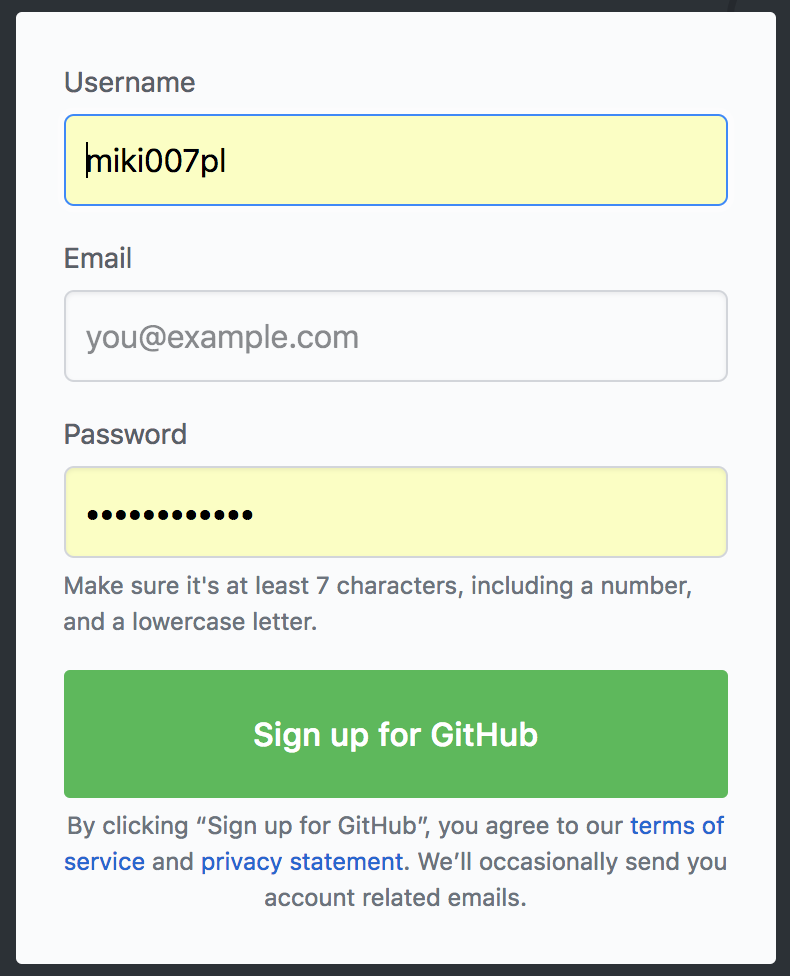 Username
miki007pl
Email
you@example.com
Password
••••••••••••
Make sure it's at least 7 characters, including a number,
and a lowercase letter.
Sign up for GitHub
By clicking “Sign up for GitHub”, you agree to our terms of
service and privacy statement. We’ll occasionally send you
account related emails.